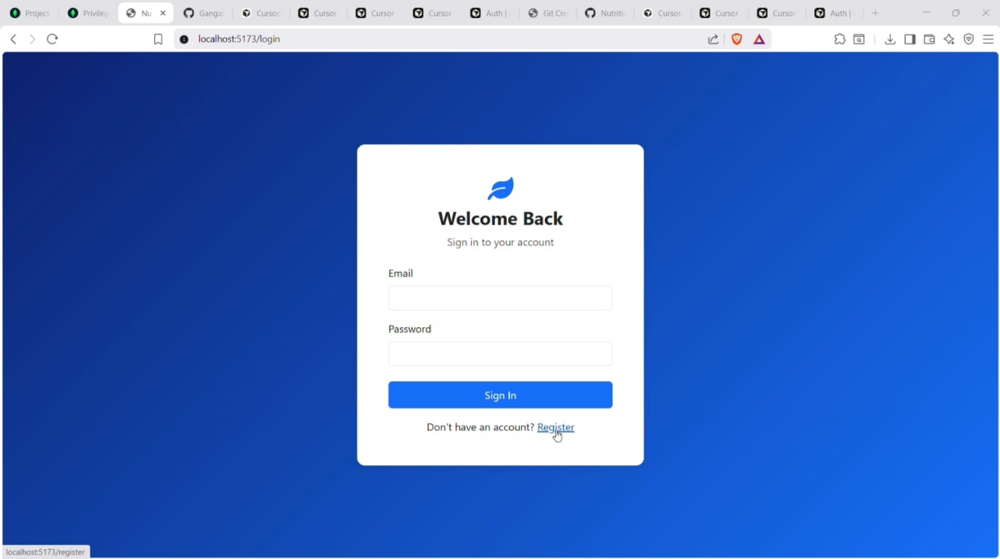 Project Privileg Nu Ganga Cursor Cursor Cursor Cursor Auth | Git Cre Nutriti Cursor Cursor Cursor Auth |
localhost:5173/login
Welcome Back
Sign in to your account
Email
Password
Sign In
Don't have an account? Register
localhost:5173/register